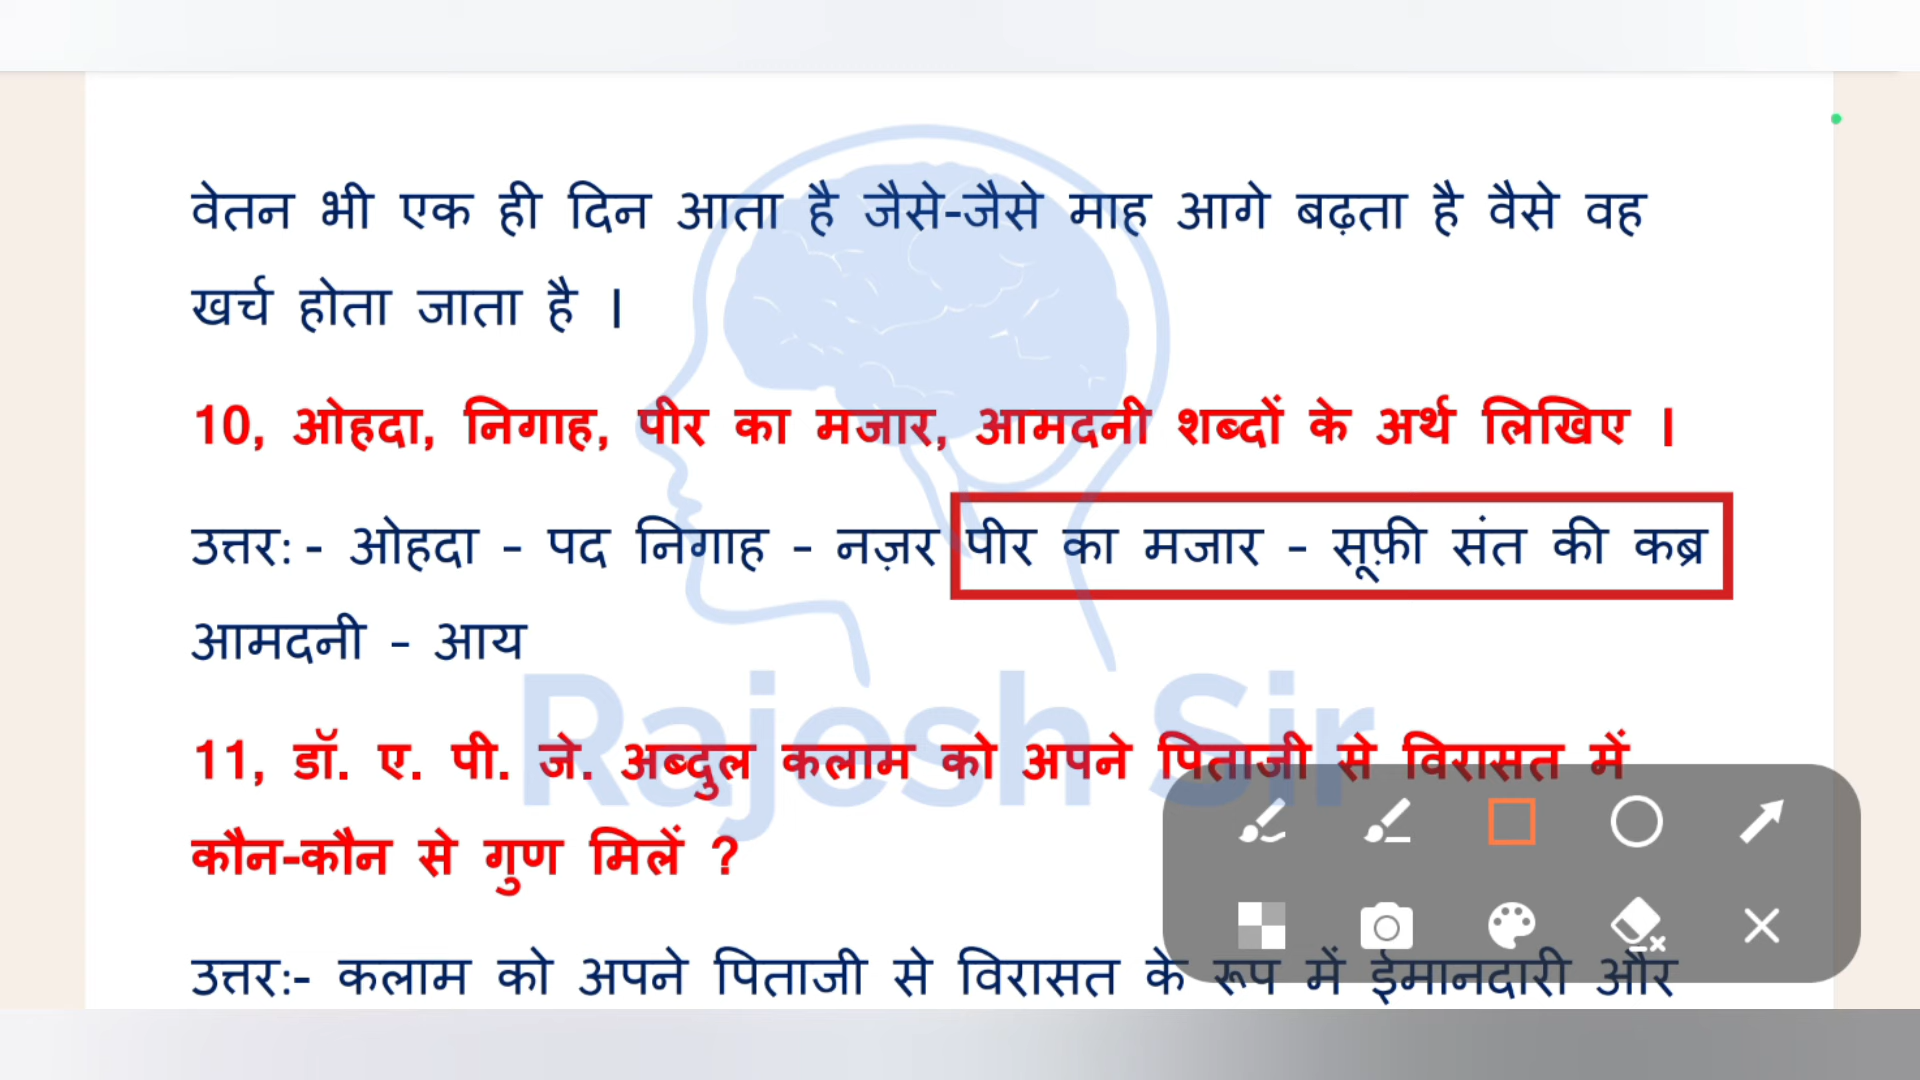 वेतन भी एक ही दिन आता है जैसे-जैसे माह आगे बढ़ता है वैसे वह
खर्च होता जाता है ।
10, ओहदा, निगाह, पीर का मजार, आमदनी शब्दों के अर्थ लिखिए ।
उत्तर: - ओहदा – पद निगाह – नज़र पीर का मजार – सूफ़ी संत की कब्र
आमदनी – आय
Rajesh Sir
11, डॉ. ए. पी. जे. अब्दुल कलाम को अपने पिताजी से विरासत में
कौन-कौन से गुण मिलें ?
उत्तर:- कलाम को अपने पिताजी से विरासत के रूप में ईमानदारी और